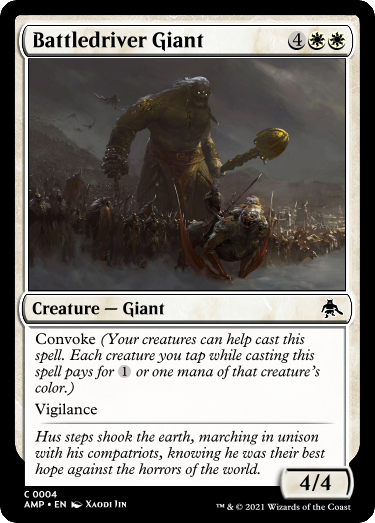 Battledriver Giant 4
Creature — Giant
Convoke (Your creatures can help cast this
spell. Each creature you tap while casting this
spell pays for 1 or one mana of that creature's
color.)
Vigilance
Hus steps shook the earth, marching in unison
with his compatriots, knowing he was their best
hope against the horrors of the world.
4/4
C 0004
AMP • EN XAODI JIN
™ & © 2021 Wizards of the Coast